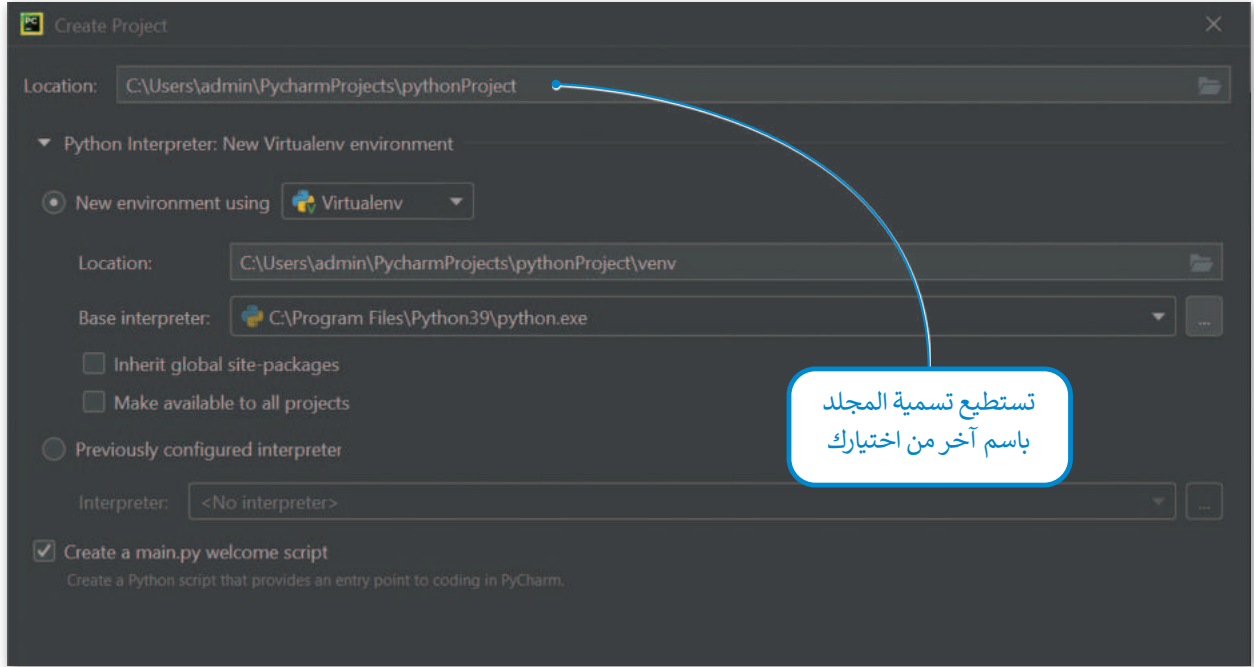 Create Project
Location: C:\Users\admin\PycharmProjects\pythonProject
Python Interpreter: New Virtualenv environment
New environment using Virtualenv
Location: C:\Users\admin\PycharmProjects\pythonProject\venv
Base interpreter: C:\Program Files\Python39\python.exe ...
Inherit global site-packages
Make available to all projects
تستطيع تسمية المجلد
باسم آخر من اختيارك
Previously configured interpreter
Interpreter: <No interpreter> ...
Create a main.py welcome script
Create a Python script that provides an entry point to coding in PyCharm.